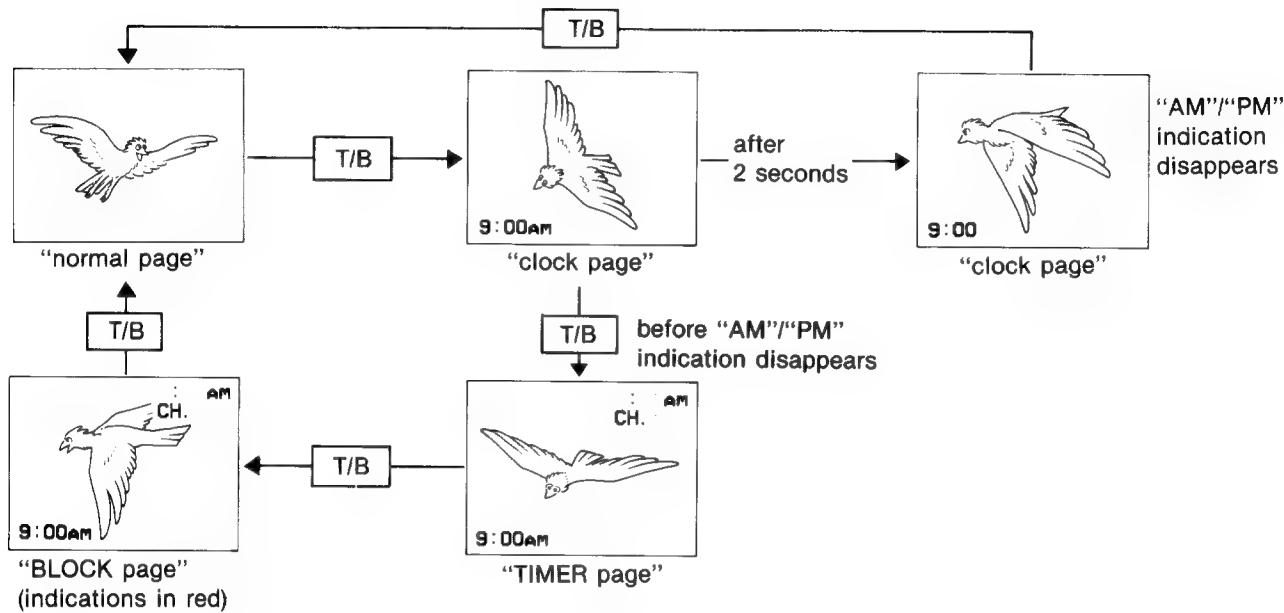 T/B
T/B
9:00AM
after
2 seconds
9:00
"AM"/"PM"
indication
disappears
"normal page"
"clock page"
"clock page"
T/B
T/B
before "AM"/"PM"
indication disappears
: AM
CH.
9:00AM
T/B
: AM
CH.
9:00AM
"BLOCK page"
(indications in red)
"TIMER page"